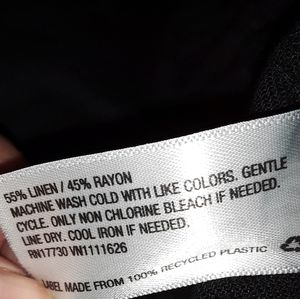 55% LINEN / 45% RAYON
MACHINE WASH COLD WITH LIKE COLORS. GENTLE
CYCLE. ONLY NON CHLORINE BLEACH IF NEEDED.
LINE DRY. COOL IRON IF NEEDED.
RN17730 VN1111626
LABEL MADE FROM 100% RECYCLED PLASTIC